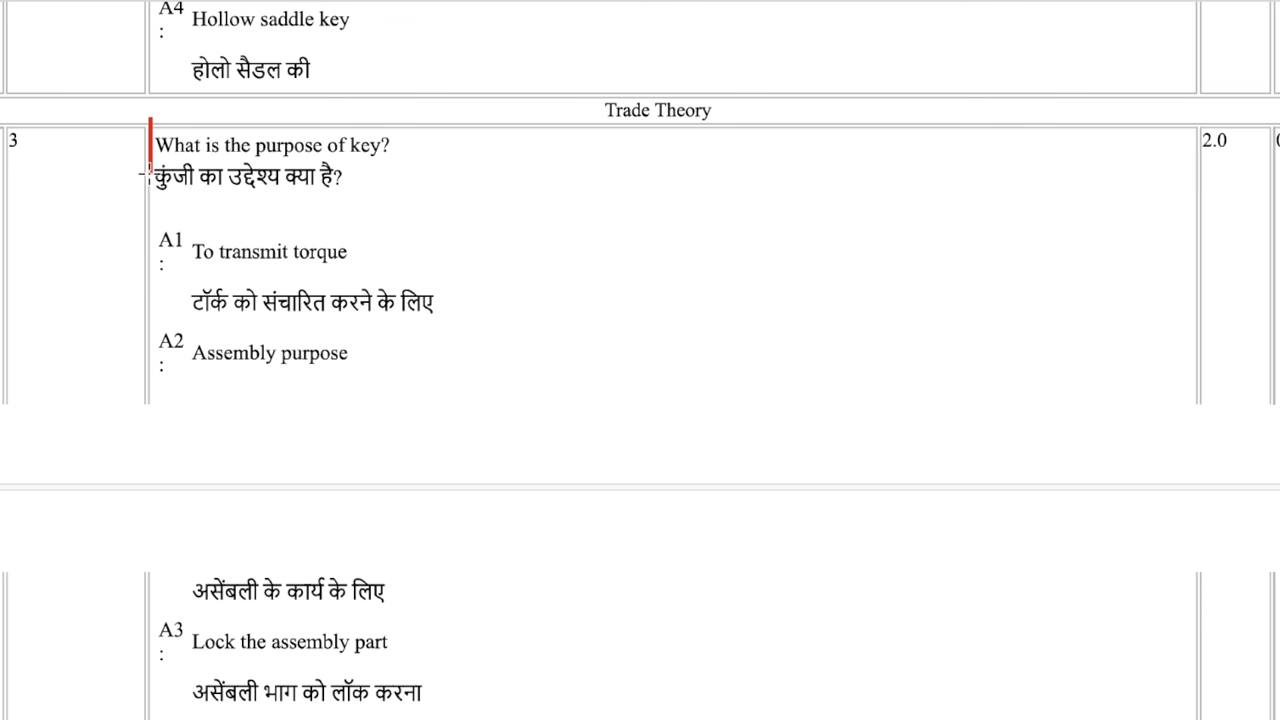 A4
:
Hollow saddle key
होलो सैडल की
Trade Theory
3
What is the purpose of key?
2.0
कुंजी का उद्देश्य क्या है?
A1
:
To transmit torque
टॉर्क को संचारित करने के लिए
A2
:
Assembly purpose
असेंबली के कार्य के लिए
A3
:
Lock the assembly part
असेंबली भाग को लॉक करना